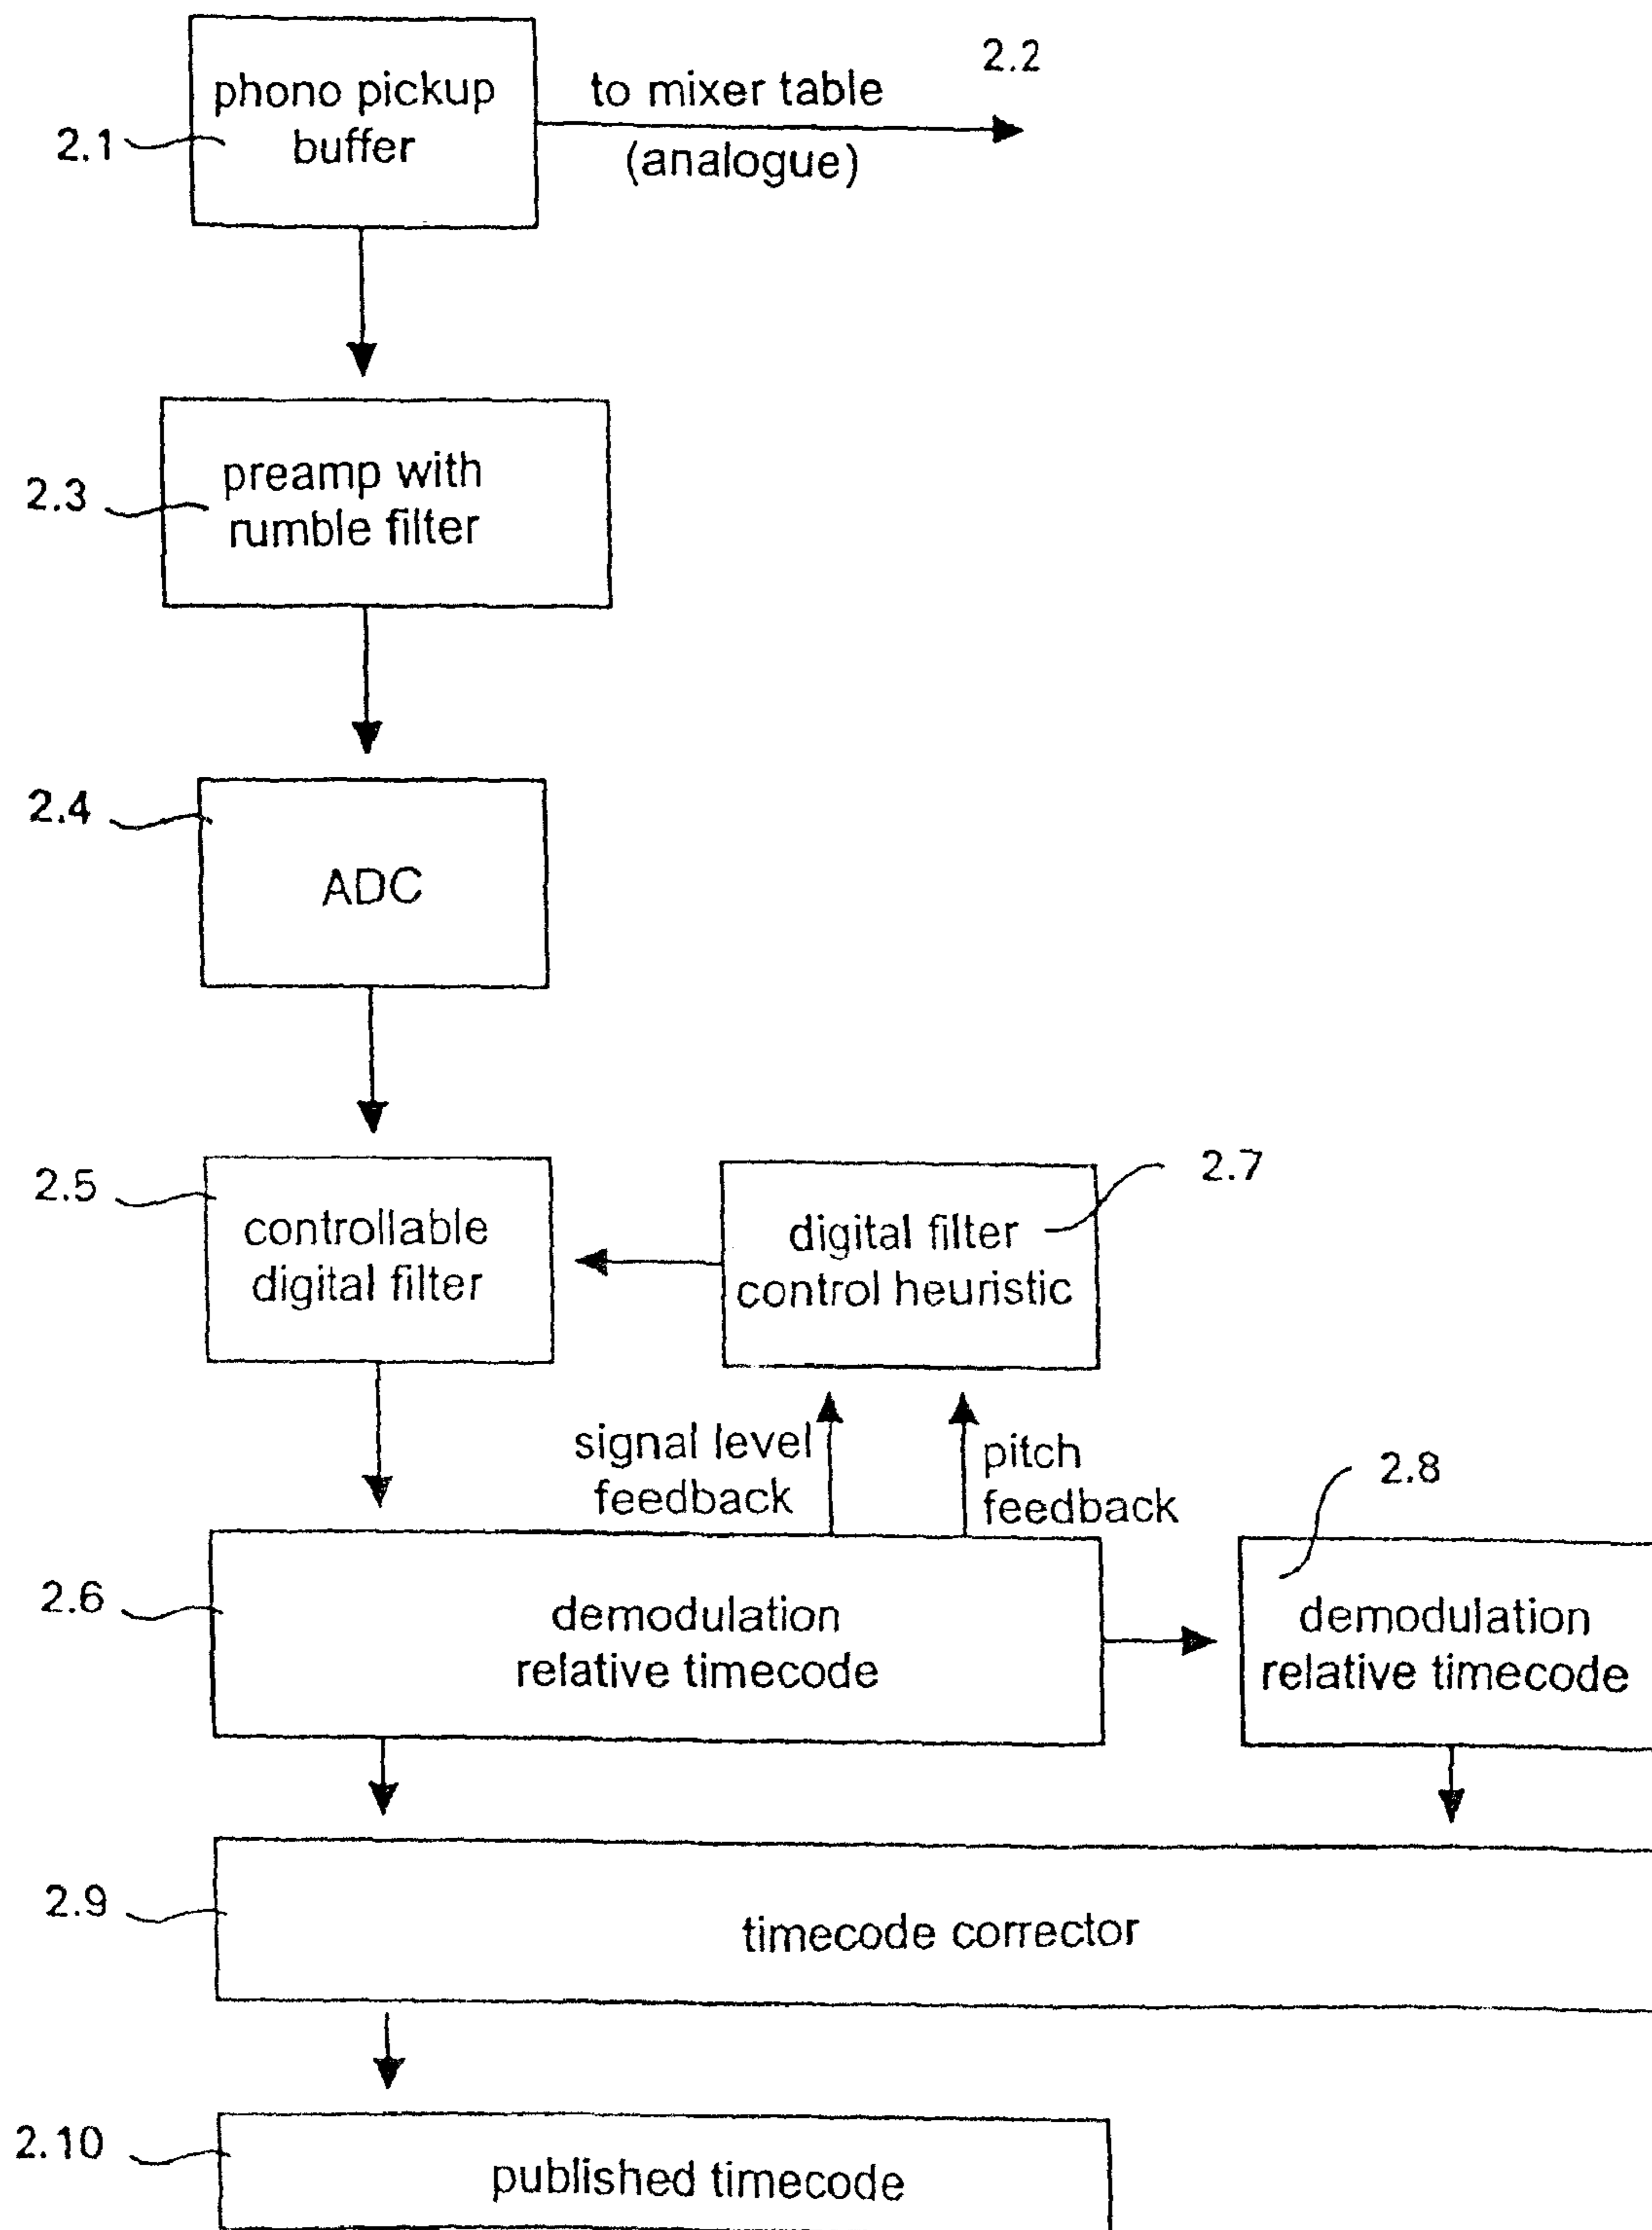 2.2
phono pickup
buffer
to mixer table
(analogue)
2.1
preamp with
rumble filter
2.3
2.4
ADC
2.5
controllable
digital filter
2.7
digital filter
control heuristic
signal level
feedback
pitch
feedback
2.8
2.6
demodulation
relative timecode
demodulation
relative timecode
2.9
timecode corrector
2.10
published timecode